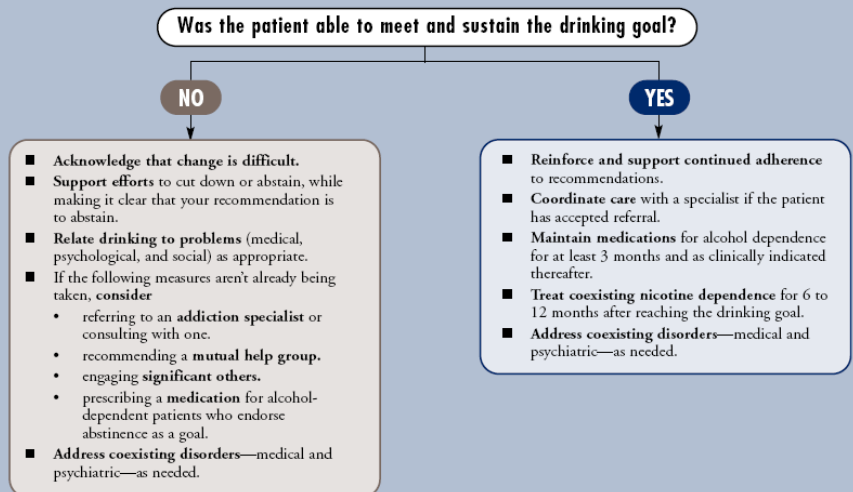 Was the patient able to meet and sustain the drinking goal?
NO
■ Acknowledge that change is difficult.
■ Support efforts to cut down or abstain, while
making it clear that your recommendation is
to abstain.
■ Relate drinking to problems (medical,
psychological, and social) as appropriate.
■ If the following measures aren't already being
taken, consider
• referring to an addiction specialist or
consulting with one.
• recommending a mutual help group.
• engaging significant others.
• prescribing a medication for alcohol-
dependent patients who endorse
abstinence as a goal.
■ Address coexisting disorders—medical and
psychiatric—as needed.
YES
■ Reinforce and support continued adherence
to recommendations.
■ Coordinate care with a specialist if the patient
has accepted referral.
■ Maintain medications for alcohol dependence
for at least 3 months and as clinically indicated
thereafter.
■ Treat coexisting nicotine dependence for 6 to
12 months after reaching the drinking goal.
■ Address coexisting disorders—medical and
psychiatric—as needed.